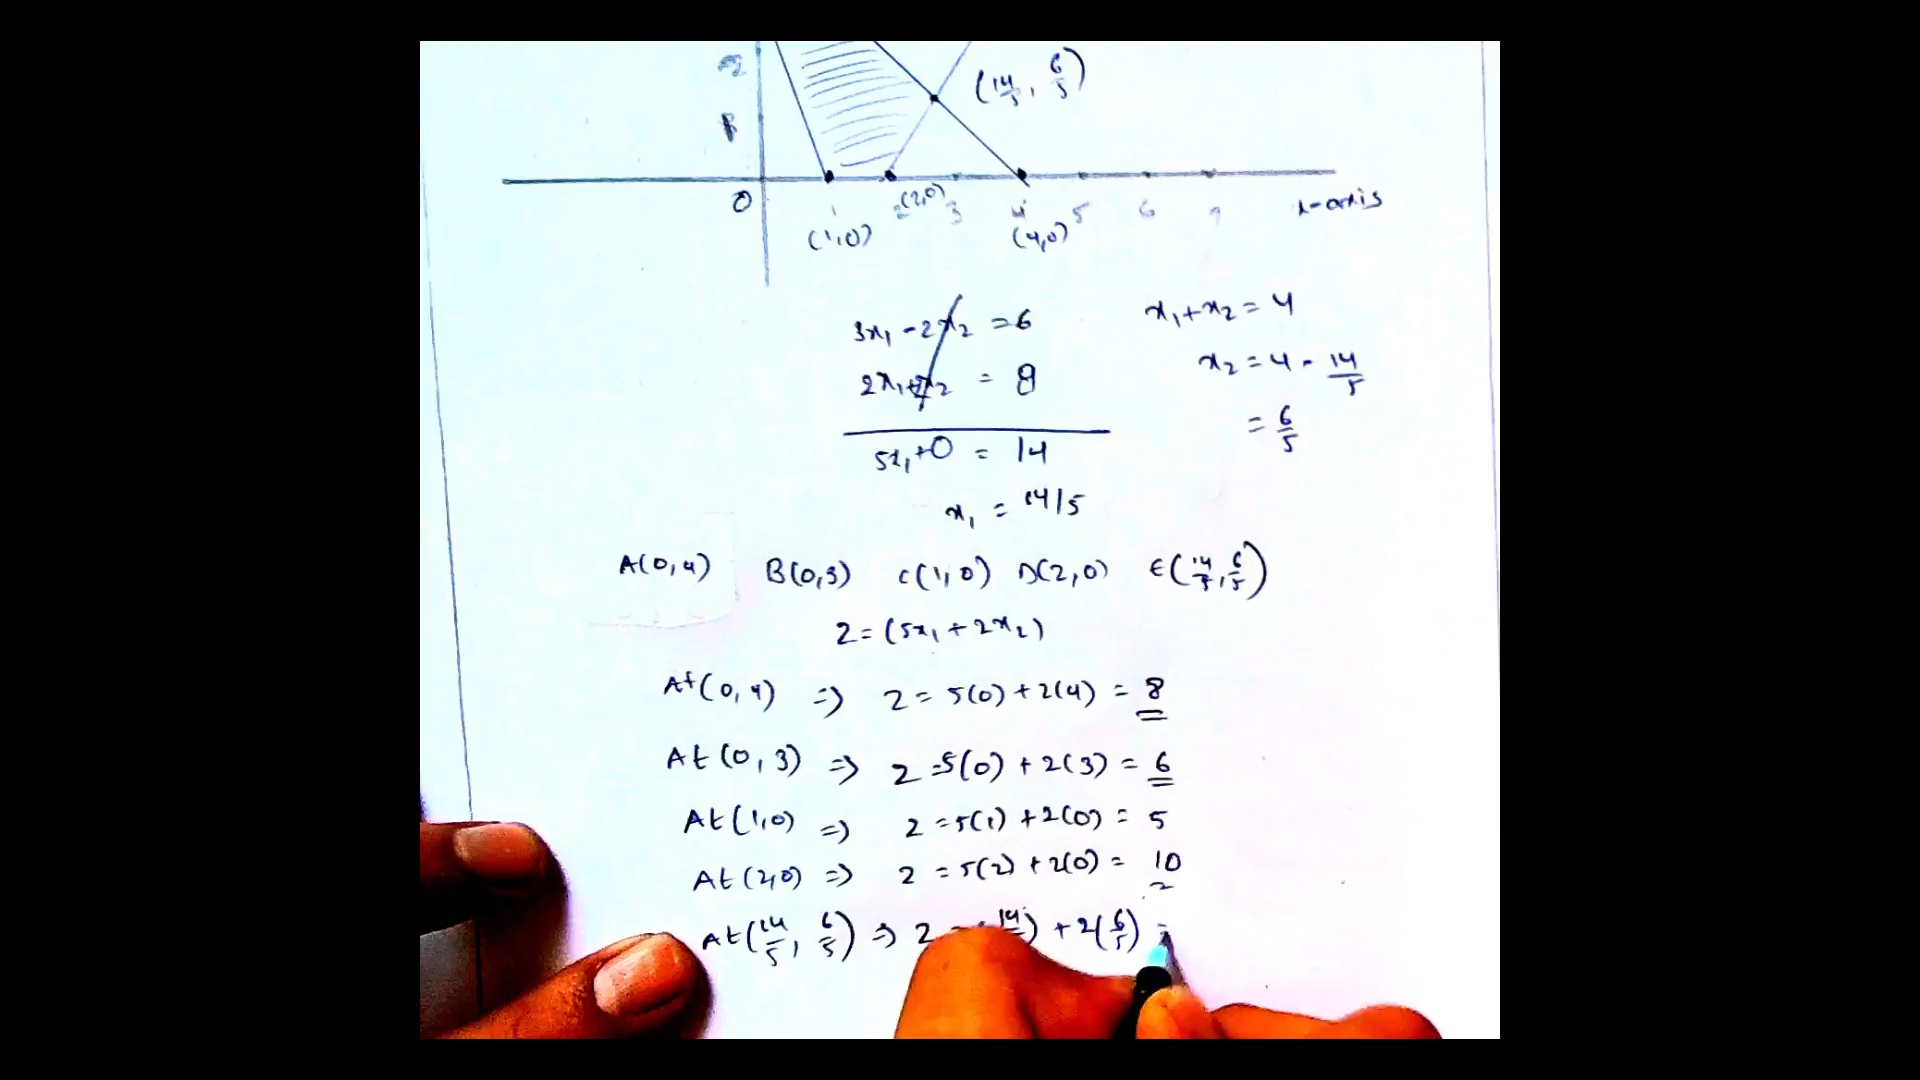 (14/5, 6/5)
0 1 2 (2,0) 3 4 5 6 7 x-axis
(1,0) (4,0)
3x₁ - 2x₂ = 6
x₁ + x₂ = 4
x₂ = 4 - 14/5
= 8
= 6/5
5x₁ + 0 = 14
x₁ = 14/5
A(0,4) B(0,3) C(1,0) D(2,0) E(14/5, 6/5)
Z = (5x₁ + 2x₂)
At(0,4) ⇒ Z = 5(0) + 2(4) = 8
At(0,3) ⇒ Z = 5(0) + 2(3) = 6
At(1,0) ⇒ Z = 5(1) + 2(0) = 5
At(2,0) ⇒ Z = 5(2) + 2(0) = 10
At(14/5, 6/5) ⇒ Z + 2(6/5) =